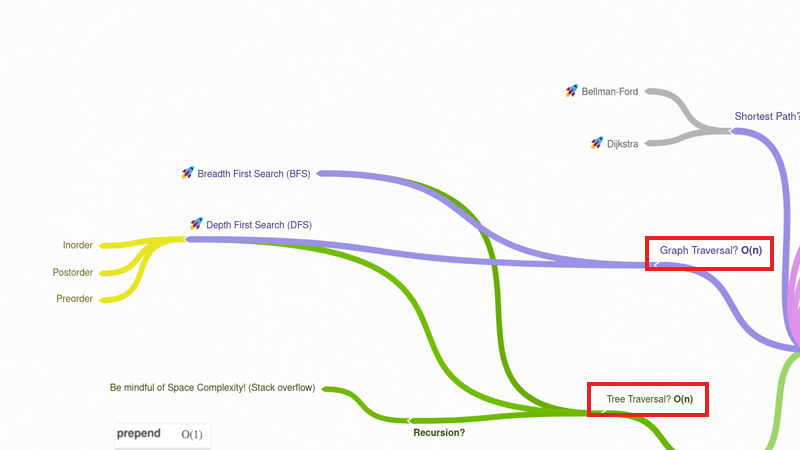 Bellman-Ford
Shortest Path?
Dijkstra
Breadth First Search (BFS)
Depth First Search (DFS)
Inorder
Graph Traversal? O(n)
Postorder
Preorder
Be mindful of Space Complexity! (Stack overflow)
Tree Traversal? O(n)
Recursion?
prepend O(1)